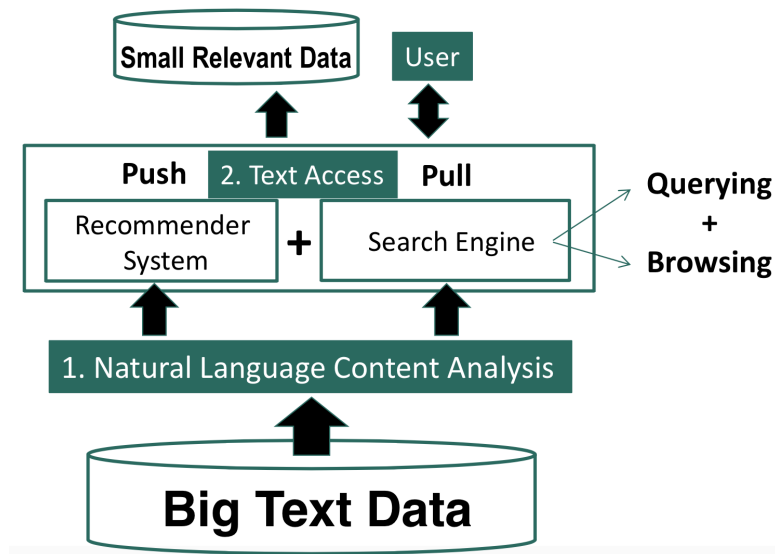 Small Relevant Data
User
Push
2. Text Access
Pull
Recommender
System
+
Search Engine
Querying
+
Browsing
1. Natural Language Content Analysis
Big Text Data